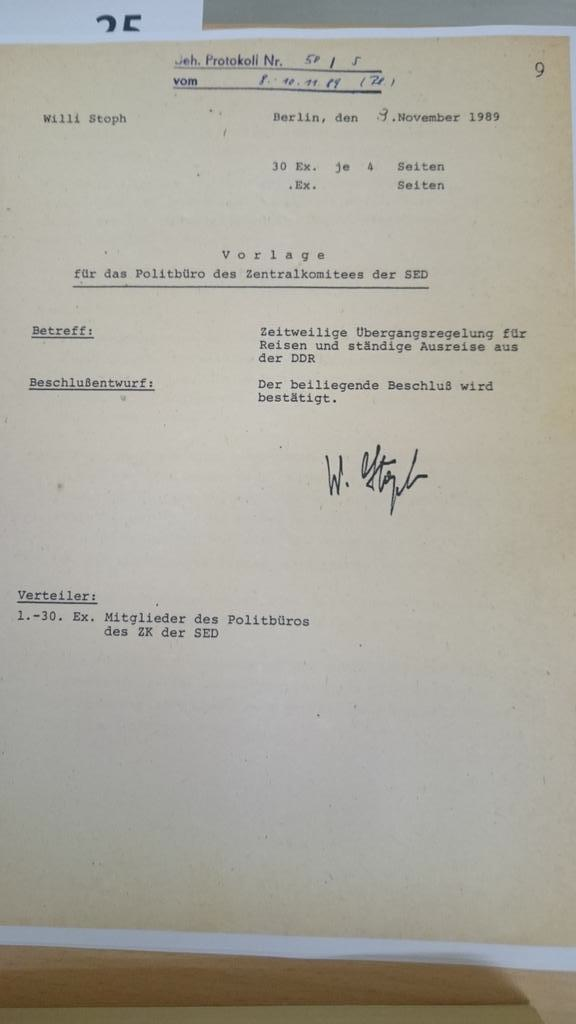 25
Geh. Protokoll Nr. 50 / 5
vom 8.-10.11.89 (Tg.)
9
Willi Stoph
Berlin, den 9.November 1989
30 Ex. je 4 Seiten
.Ex. Seiten
Vorlage
für das Politbüro des Zentralkomitees der SED
Betreff:
Zeitweilige Übergangsregelung für
Reisen und ständige Ausreise aus
der DDR
Beschlußentwurf:
Der beiliegende Beschluß wird
bestätigt.
W. Stoph
Verteiler:
1.-30. Ex. Mitglieder des Politbüros
des ZK der SED